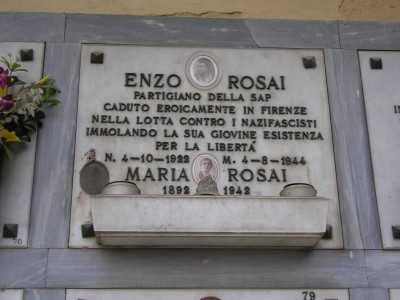 ENZO ROSAI
PARTIGIANO DELLA SAP
CADUTO EROICAMENTE IN FIRENZE
NELLA LOTTA CONTRO I NAZIFASCISTI
IMMOLANDO LA SUA GIOVINE ESISTENZA
PER LA LIBERTÁ
N. 4-10-1922 M. 4-8-1944
MARIA ROSAI
1892 1942
79